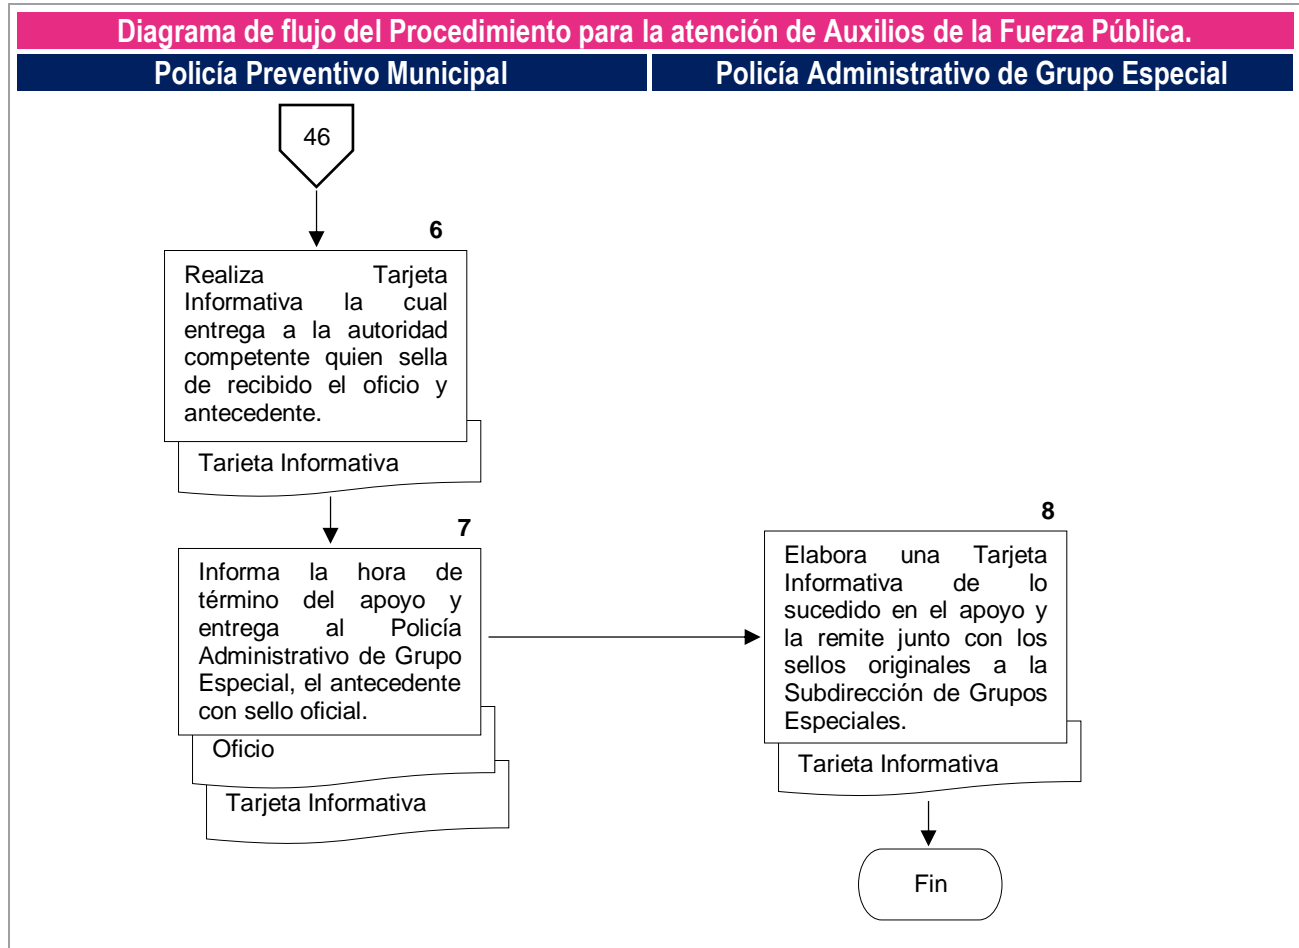 Diagrama de flujo del Procedimiento para la atención de Auxilios de la Fuerza Pública.
Policía Preventivo Municipal
Policía Administrativo de Grupo Especial
46
6
Realiza Tarjeta
Informativa la cual
entrega a la autoridad
competente quien sella
de recibido el oficio y
antecedente.
Tarieta Informativa
7
Informa la hora de
término del apoyo y
entrega al Policía
Administrativo de Grupo
Especial, el antecedente
con sello oficial.
Oficio
Tarjeta Informativa
8
Elabora una Tarjeta
Informativa de lo
sucedido en el apoyo y
la remite junto con los
sellos originales a la
Subdirección de Grupos
Especiales.
Tarieta Informativa
Fin